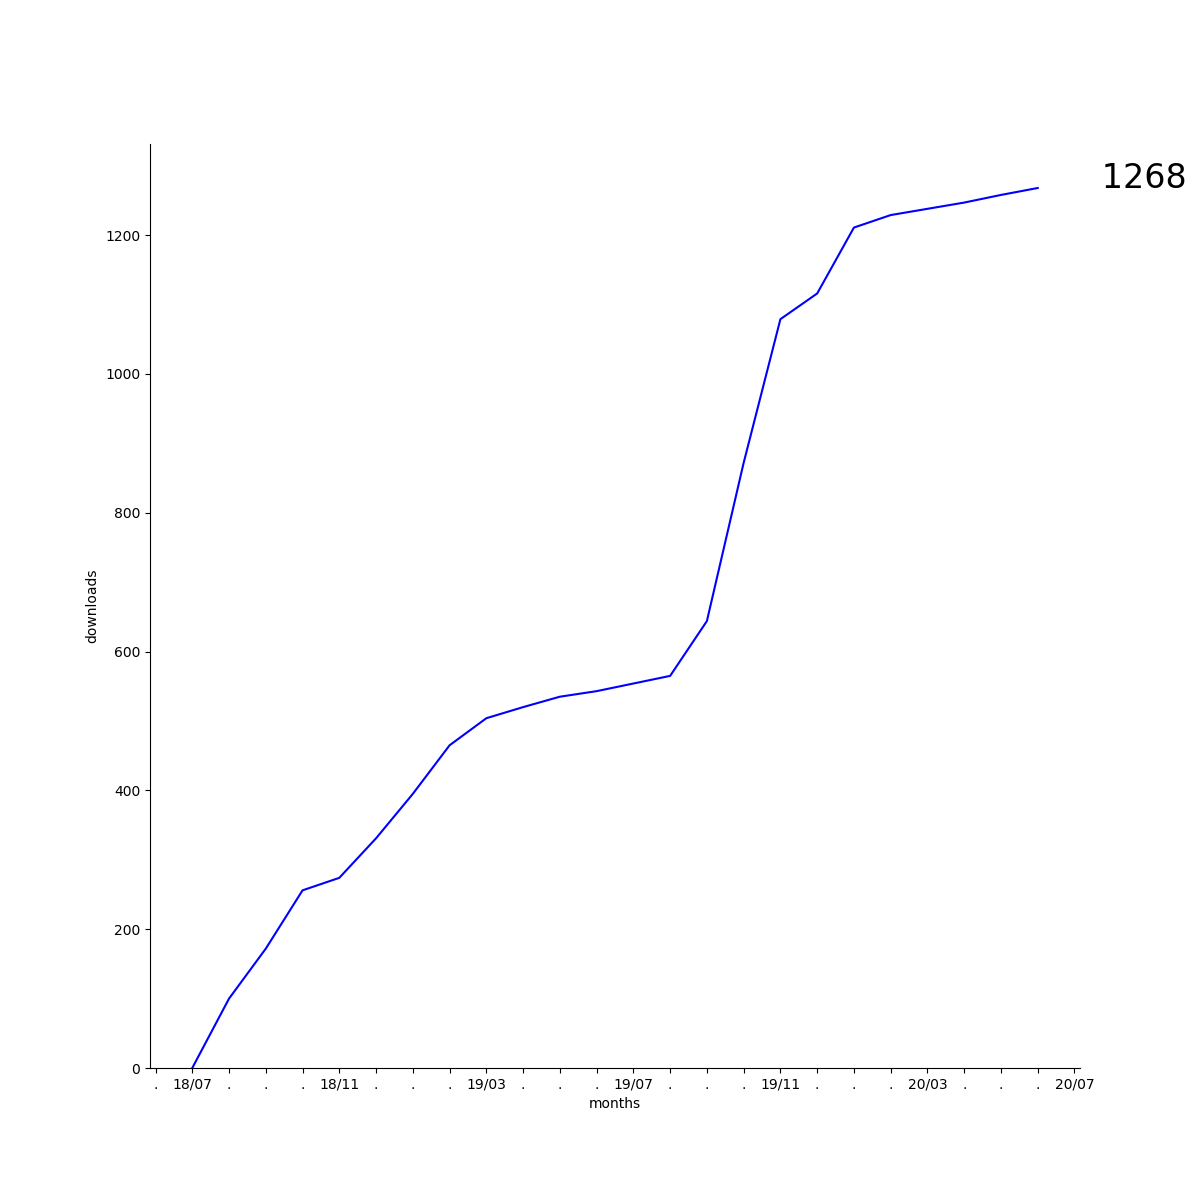 1268
1200
1000
800
600
400
200
0
downloads
. 18/07 . . . 18/11 . . . 19/03 . . . 19/07 . . . 19/11 . . . 20/03 . . . 20/07
months